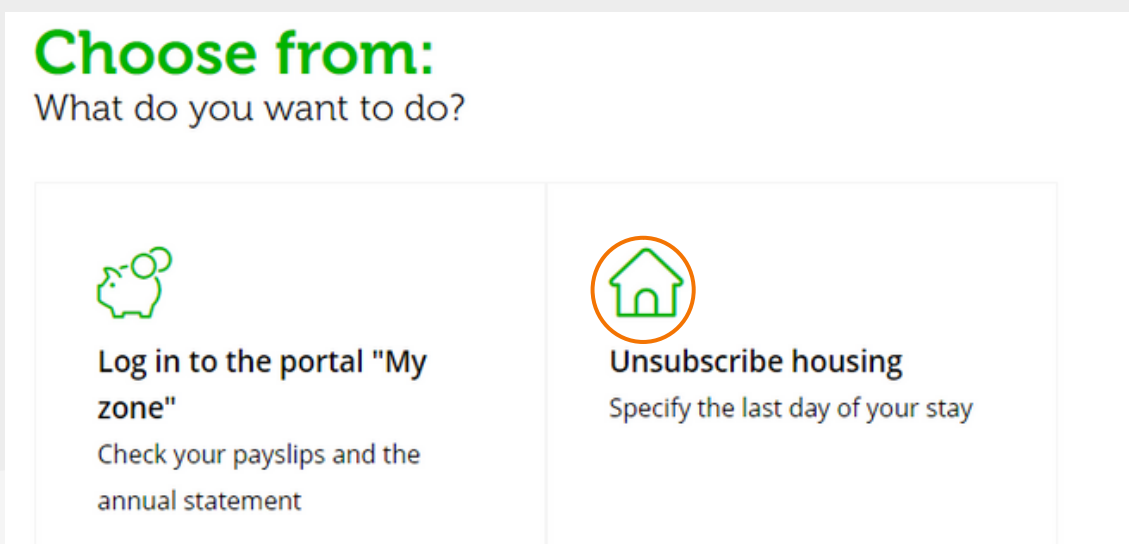 Choose from:
What do you want to do?
Log in to the portal "My
zone"
Check your payslips and the
annual statement
Unsubscribe housing
Specify the last day of your stay